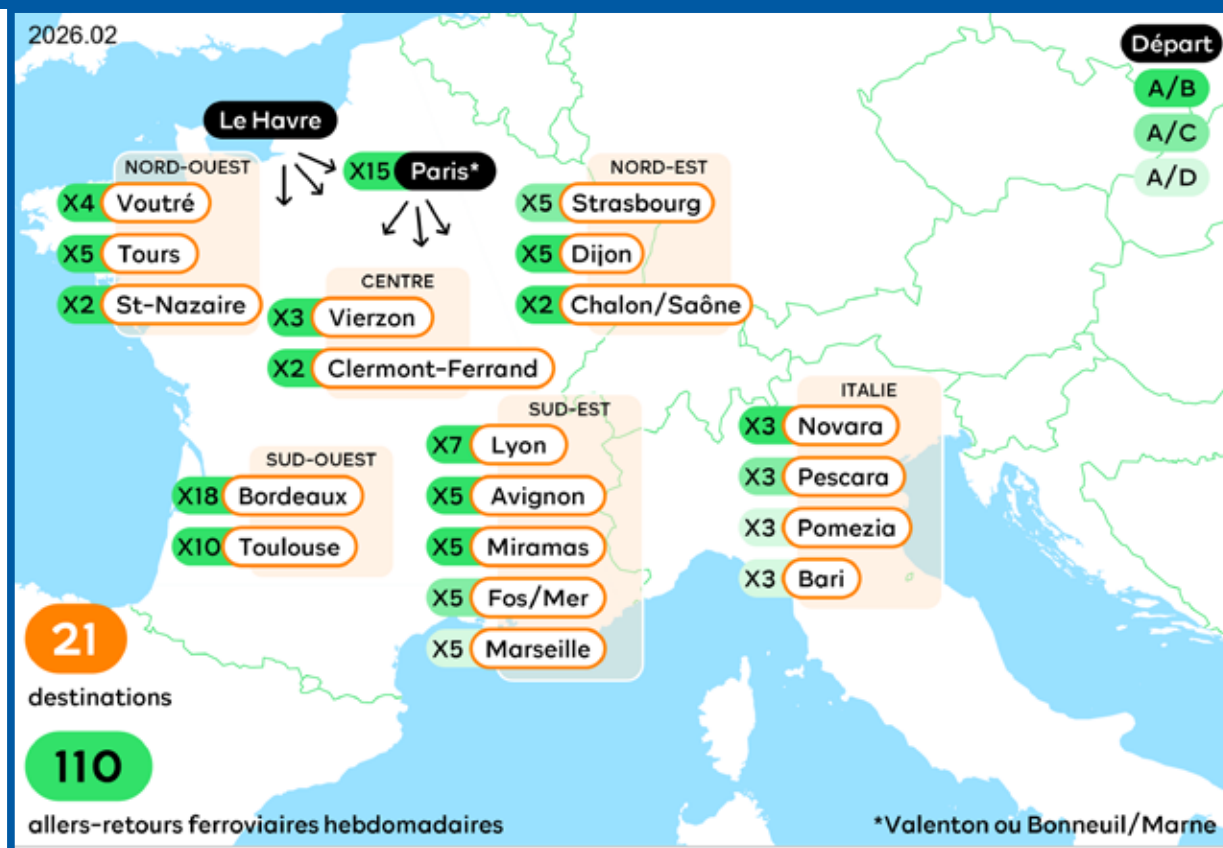 2026.02
Départ
A/B
A/C
A/D
Le Havre
X15 Paris*
NORD-OUEST
X4 Voutré
X5 Tours
X2 St-Nazaire
NORD-EST
X5 Strasbourg
X5 Dijon
X2 Chalon/Saône
CENTRE
X3 Vierzon
X2 Clermont-Ferrand
SUD-OUEST
X18 Bordeaux
X10 Toulouse
SUD-EST
X7 Lyon
X5 Avignon
X5 Miramas
X5 Fos/Mer
X5 Marseille
ITALIE
X3 Novara
X3 Pescara
X3 Pomezia
X3 Bari
21
destinations
110
allers-retours ferroviaires hebdomadaires
*Valenton ou Bonneuil/Marne